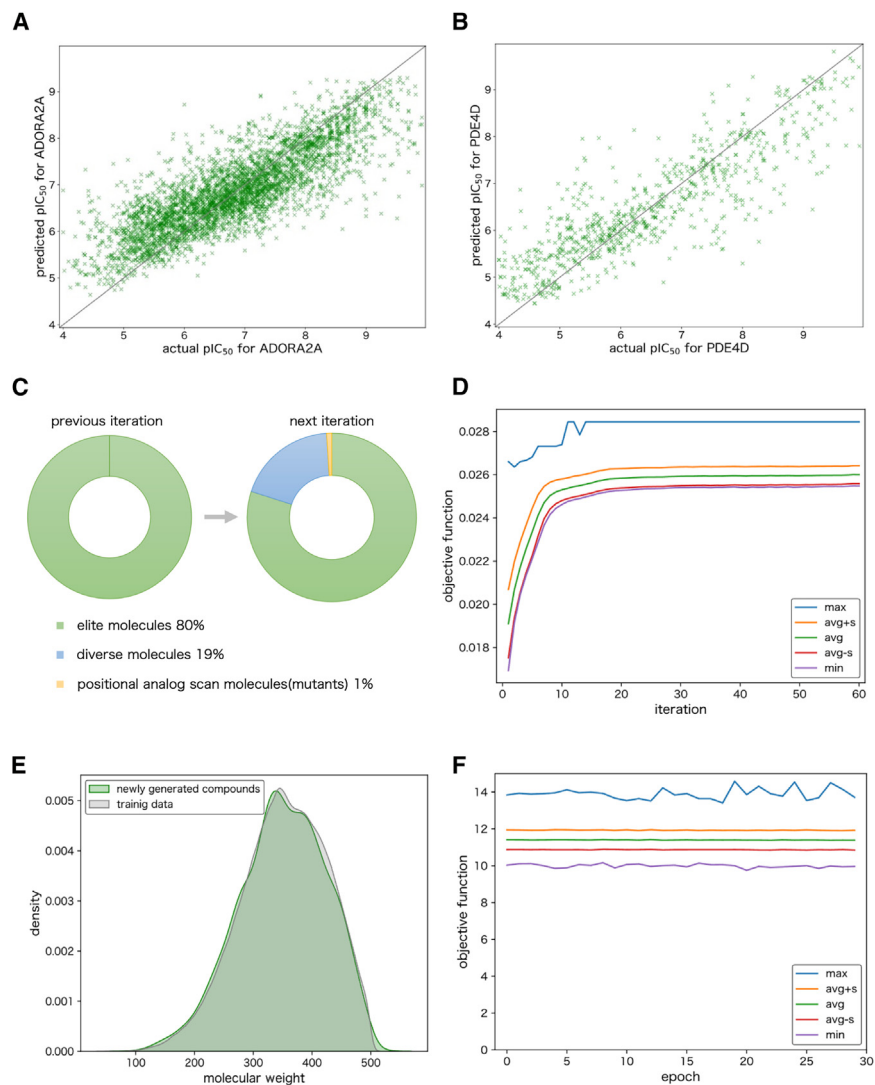 A
predicted pIC50 for ADORA2A
9
8
7
6
5
4
4 5 6 7 8 9
actual pIC50 for ADORA2A
B
predicted pIC50 for PDE4D
9
8
7
6
5
4
4 5 6 7 8 9
actual pIC50 for PDE4D
C
previous iteration
next iteration
elite molecules 80%
diverse molecules 19%
positional analog scan molecules(mutants) 1%
D
objective function
0.028
0.026
0.024
0.022
0.020
0.018
0 10 20 30 40 50 60
iteration
max
avg+s
avg
avg-s
min
E
newly generated compounds
trainig data
density
0.005
0.004
0.003
0.002
0.001
0.000
100 200 300 400 500
molecular weight
F
objective function
14
12
10
8
6
4
2
0
0 5 10 15 20 25 30
epoch
max
avg+s
avg
avg-s
min